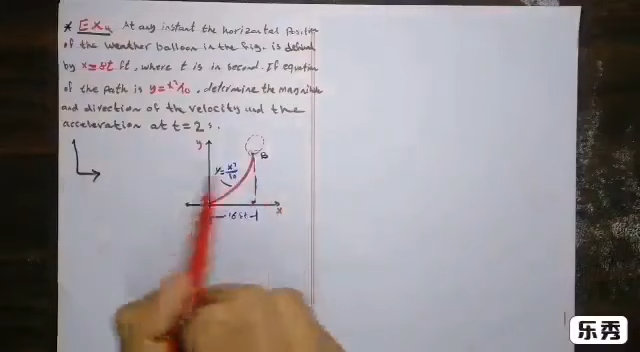 * Ex. At any instant the horizontal position
of the weather balloon in the fig. is defined
by x=8t ft, where t is in second. If equation
of the path is y=x²/10, determine the magnitude
and direction of the velocity and the
acceleration at t=2 s.
y
B
y=x²/10
x
16 ft
乐秀